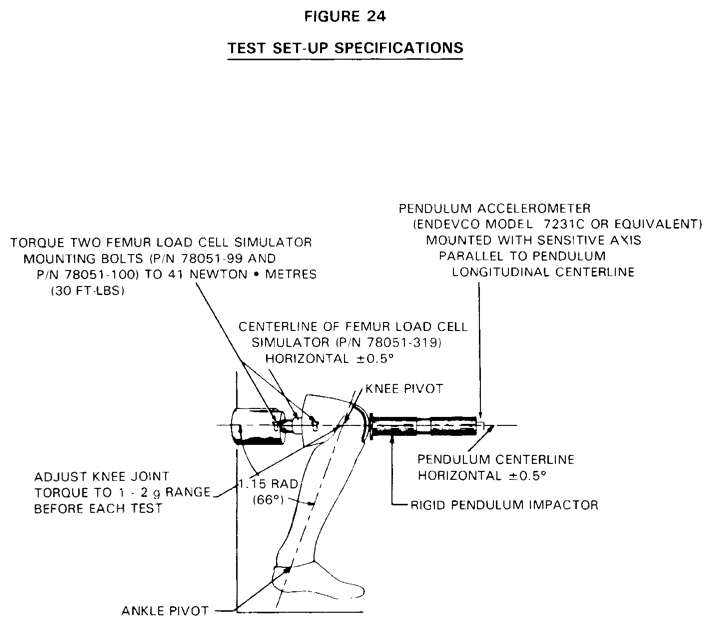 FIGURE 24
TEST SET-UP SPECIFICATIONS
PENDULUM ACCELEROMETER
(ENDEVCO MODEL 7231C OR EQUIVALENT)
MOUNTED WITH SENSITIVE AXIS
PARALLEL TO PENDULUM
LONGITUDINAL CENTERLINE
TORQUE TWO FEMUR LOAD CELL SIMULATOR
MOUNTING BOLTS (P/N 78051-99 AND
P/N 78051-100) TO 41 NEWTON • METRES
(30 FT-LBS)
CENTERLINE OF FEMUR LOAD CELL
SIMULATOR (P/N 78051-319)
HORIZONTAL ±0.5°
KNEE PIVOT
PENDULUM CENTERLINE
HORIZONTAL ±0.5°
ADJUST KNEE JOINT
TORQUE TO 1 - 2 g RANGE
BEFORE EACH TEST
1.15 RAD
(66°)
RIGID PENDULUM IMPACTOR
ANKLE PIVOT